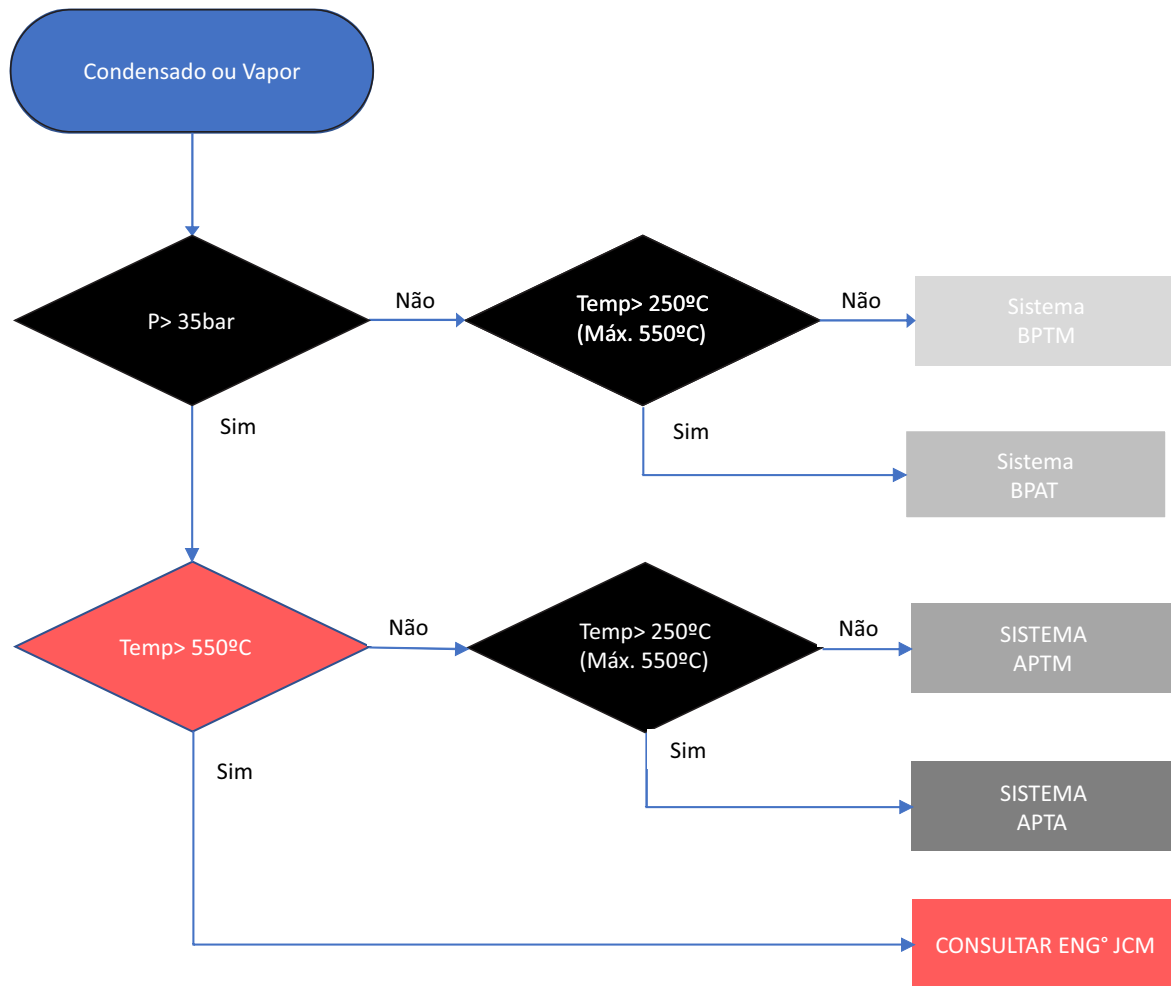 Condensado ou Vapor
P> 35bar
Não
Temp> 250ºC
(Máx. 550ºC)
Não
Sistema
BPTM
Sim
Sim
Sistema
BPAT
Temp> 550ºC
Não
Temp> 250ºC
(Máx. 550ºC)
Não
SISTEMA
APTM
Sim
Sim
SISTEMA
APTA
CONSULTAR ENG° JCM